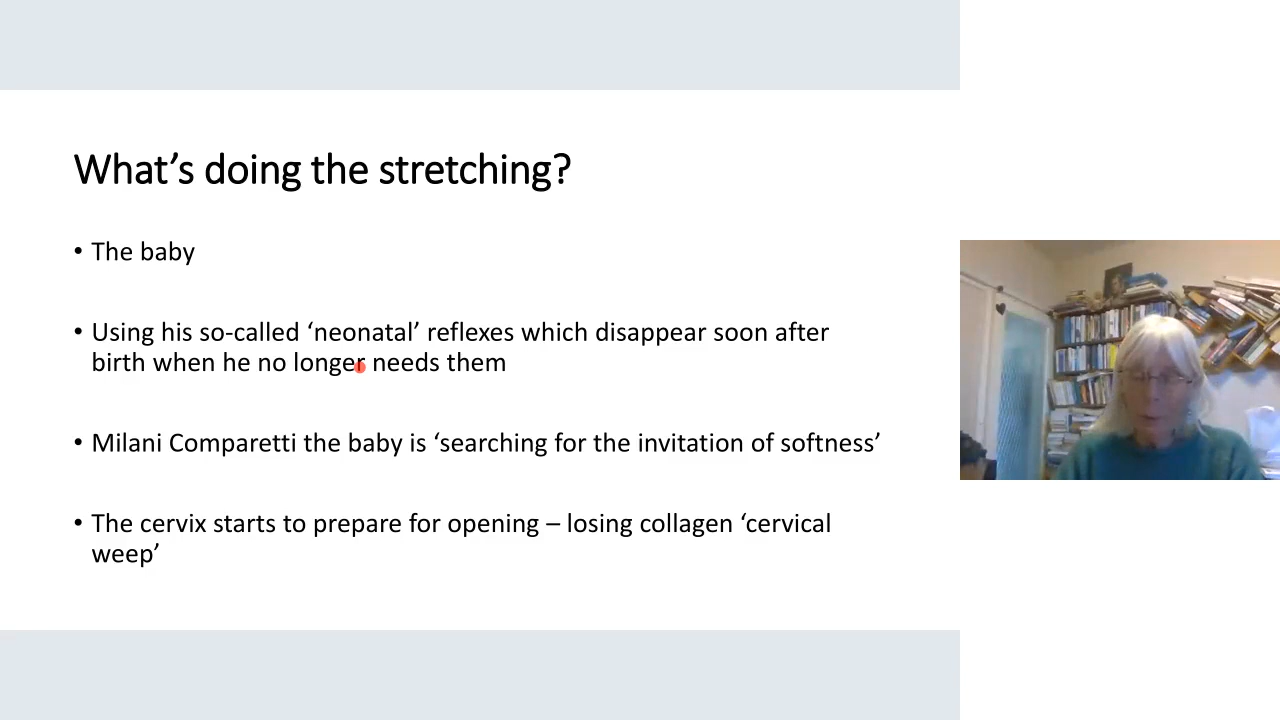 What’s doing the stretching?
• The baby
• Using his so-called ‘neonatal’ reflexes which disappear soon after
birth when he no longer needs them
• Milani Comparetti the baby is ‘searching for the invitation of softness’
• The cervix starts to prepare for opening – losing collagen ‘cervical
weep’